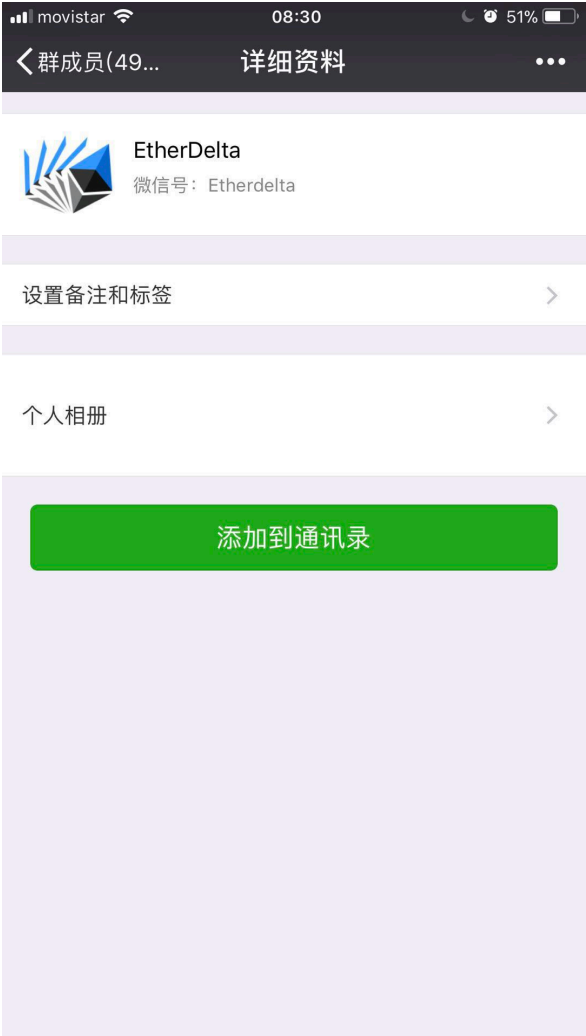 movistar 08:30 51%
群成员(49... 详细资料
EtherDelta
微信号: Etherdelta
设置备注和标签
个人相册
添加到通讯录